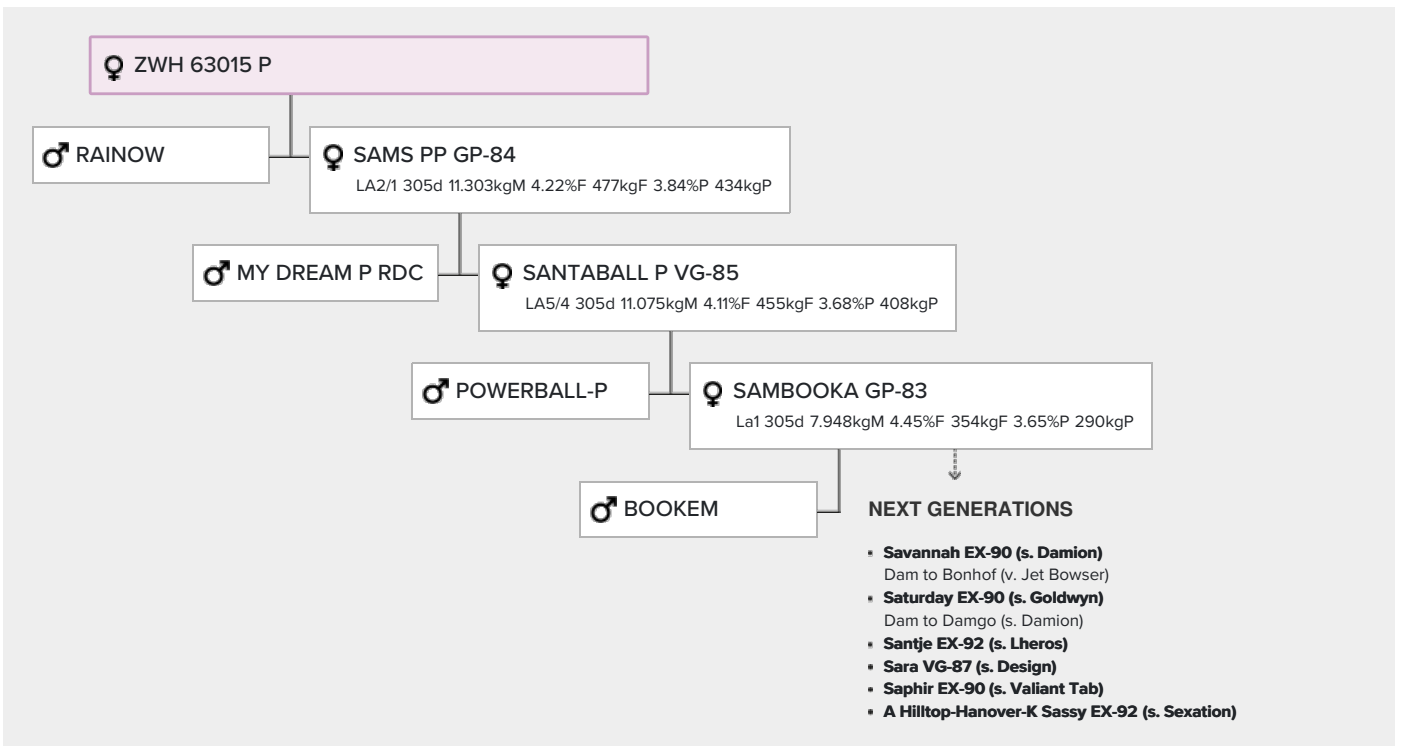 ZWH 63015 P
RAINOW
SAMS PP GP-84
LA2/1 305d 11.303kgM 4.22%F 477kgF 3.84%P 434kgP
MY DREAM P RDC
SANTABALL P VG-85
LA5/4 305d 11.075kgM 4.11%F 455kgF 3.68%P 408kgP
POWERBALL-P
SAMBOOKA GP-83
La1 305d 7.948kgM 4.45%F 354kgF 3.65%P 290kgP
BOOKEM
NEXT GENERATIONS
Savannah EX-90 (s. Damion)
Dam to Bonhof (v. Jet Bowser)
Saturday EX-90 (s. Goldwyn)
Dam to Damgo (s. Damion)
Santje EX-92 (s. Lheros)
Sara VG-87 (s. Design)
Saphir EX-90 (s. Valiant Tab)
A Hilltop-Hanover-K Sassy EX-92 (s. Sexation)